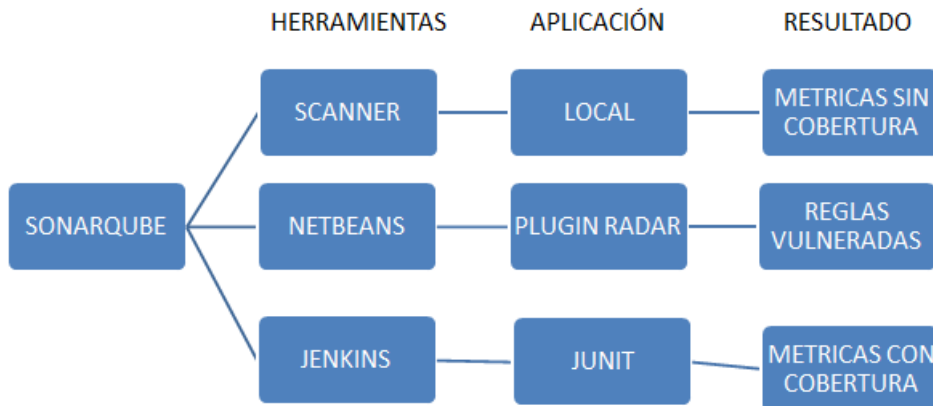 HERRAMIENTAS APLICACIÓN RESULTADO
SCANNER LOCAL METRICAS SIN
COBERTURA
SONARQUBE NETBEANS PLUGIN RADAR REGLAS
VULNERADAS
JENKINS JUNIT METRICAS CON
COBERTURA